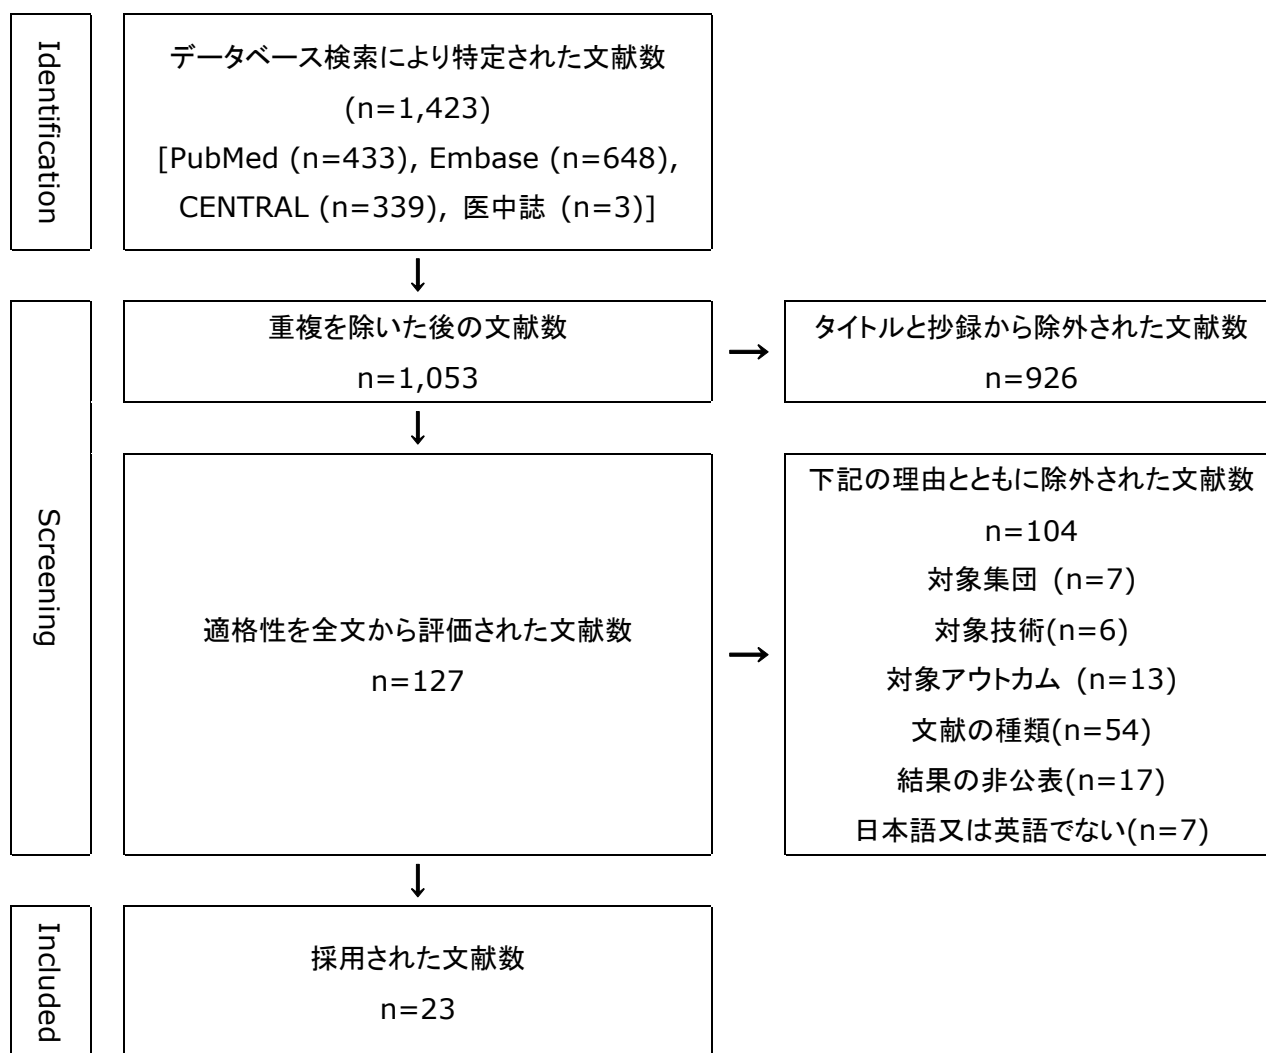 Identification
データベース検索により特定された文献数
(n=1,423)
[PubMed (n=433), Embase (n=648),
CENTRAL (n=339), 医中誌 (n=3)]
↓
Screening
重複を除いた後の文献数
n=1,053
→
タイトルと抄録から除外された文献数
n=926
↓
適格性を全文から評価された文献数
n=127
→
下記の理由とともに除外された文献数
n=104
対象集団 (n=7)
対象技術(n=6)
対象アウトカム (n=13)
文献の種類(n=54)
結果の非公表(n=17)
日本語又は英語でない(n=7)
↓
Included
採用された文献数
n=23